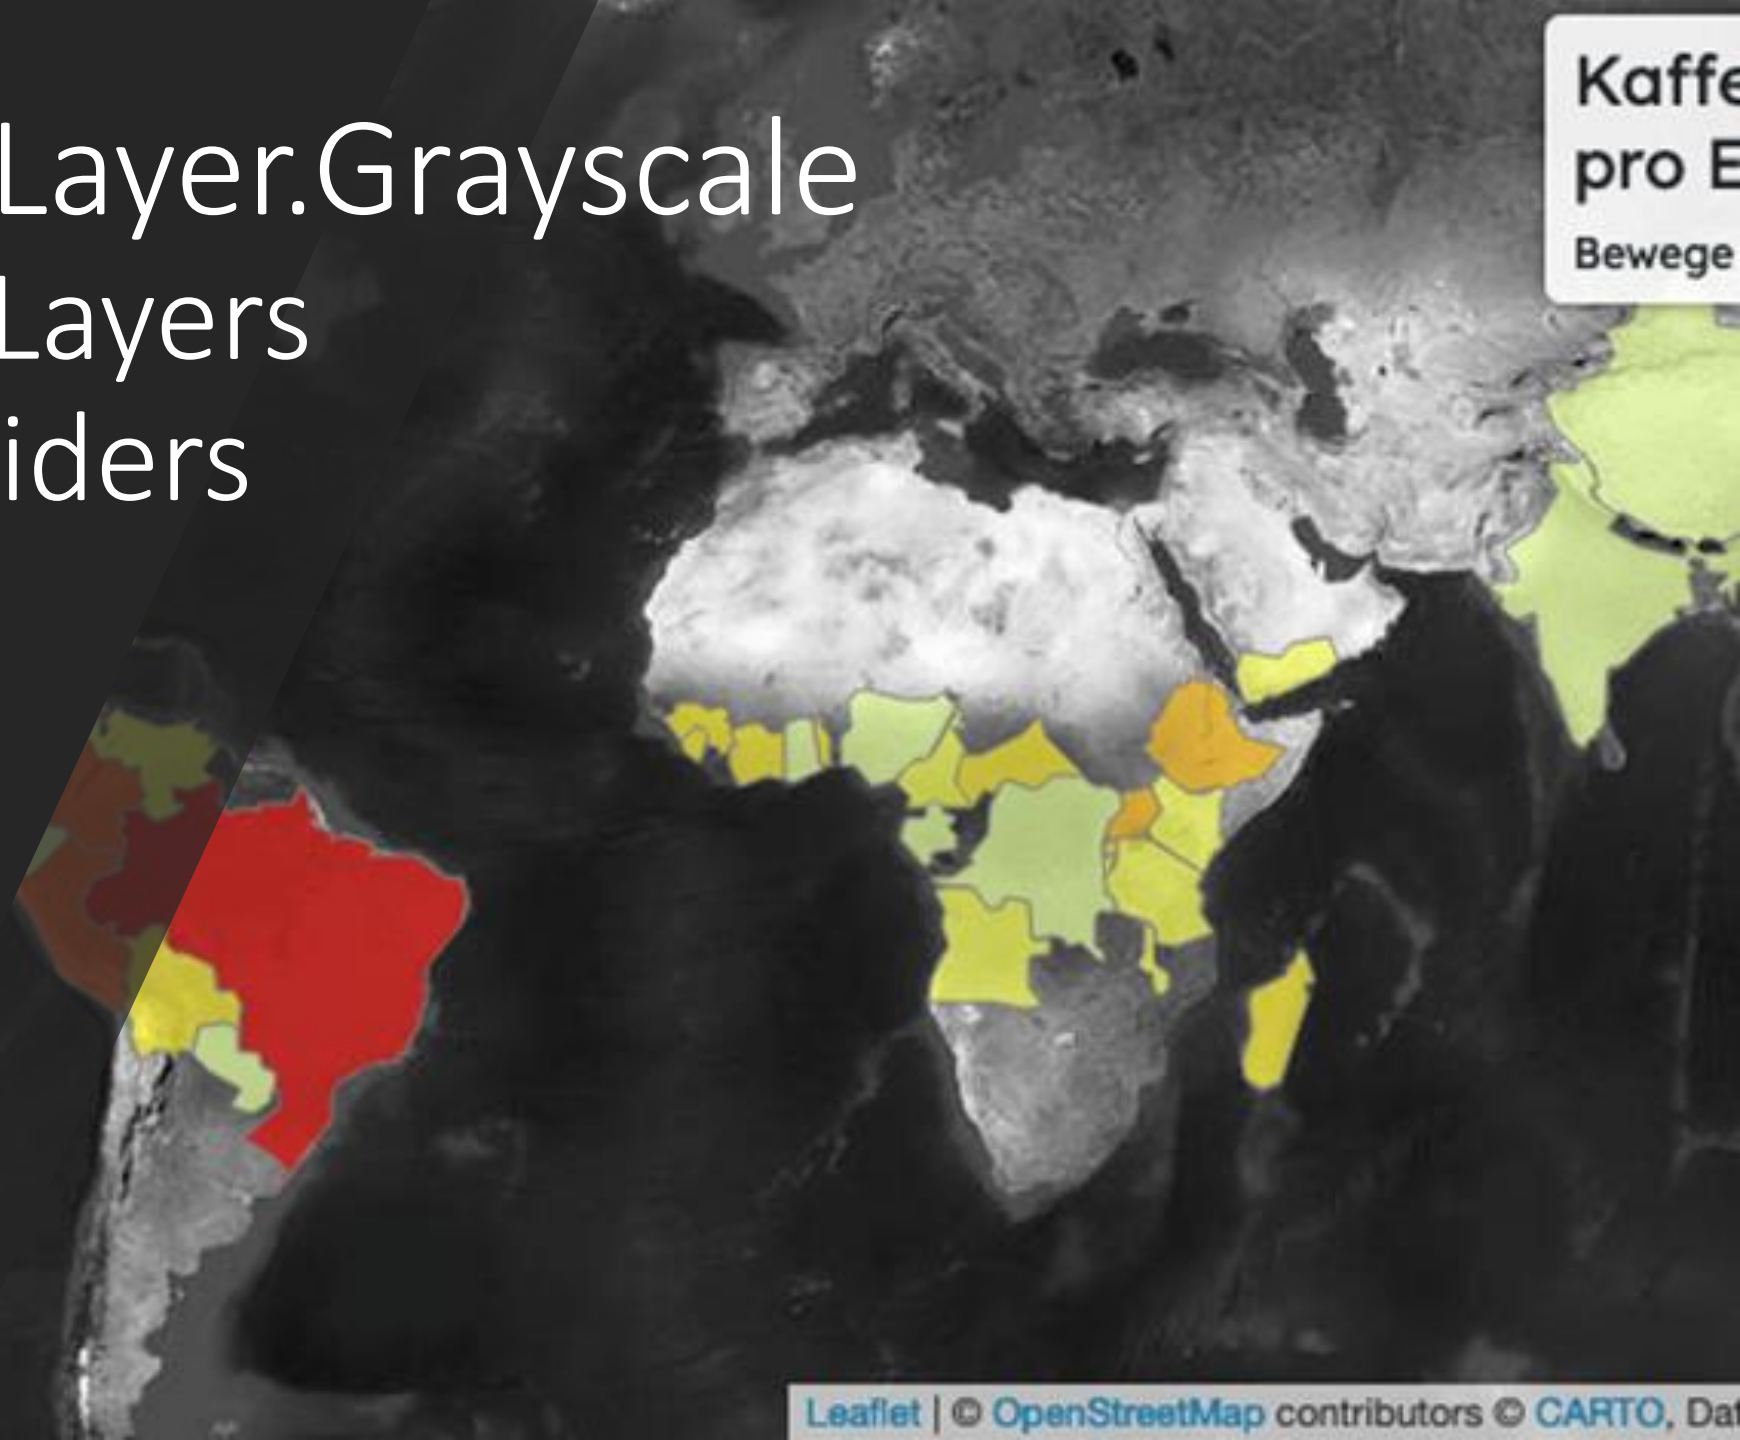 Layer.Grayscale
Layers
iders
Kaffe
pro E
Bewege
Leaflet | © OpenStreetMap contributors © CARTO, Dat